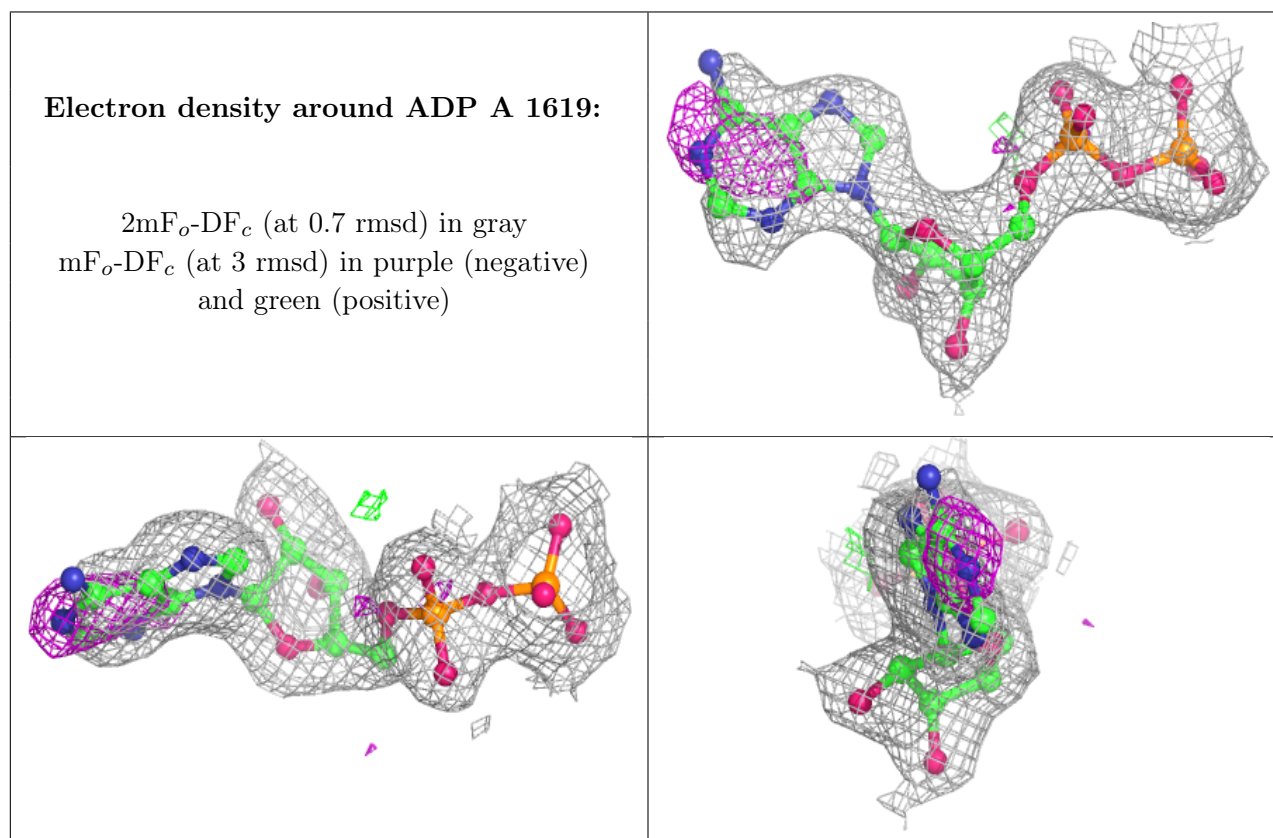 Electron density around ADP A 1619:
2mFₒ-DF𝒸 (at 0.7 rmsd) in gray
mFₒ-DF𝒸 (at 3 rmsd) in purple (negative)
and green (positive)